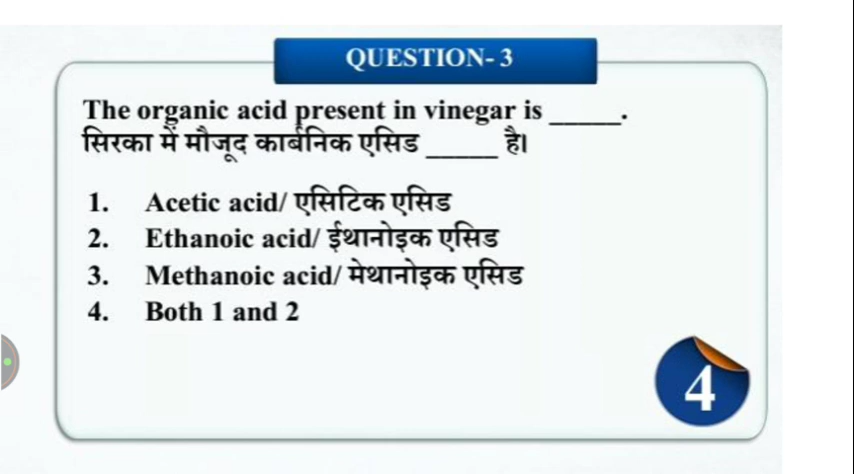 QUESTION- 3
The organic acid present in vinegar is _____.
सिरका में मौजूद कार्बनिक एसिड _____ है।
1. Acetic acid/ एसिटिक एसिड
2. Ethanoic acid/ ईथानोइक एसिड
3. Methanoic acid/ मेथानोइक एसिड
4. Both 1 and 2
4